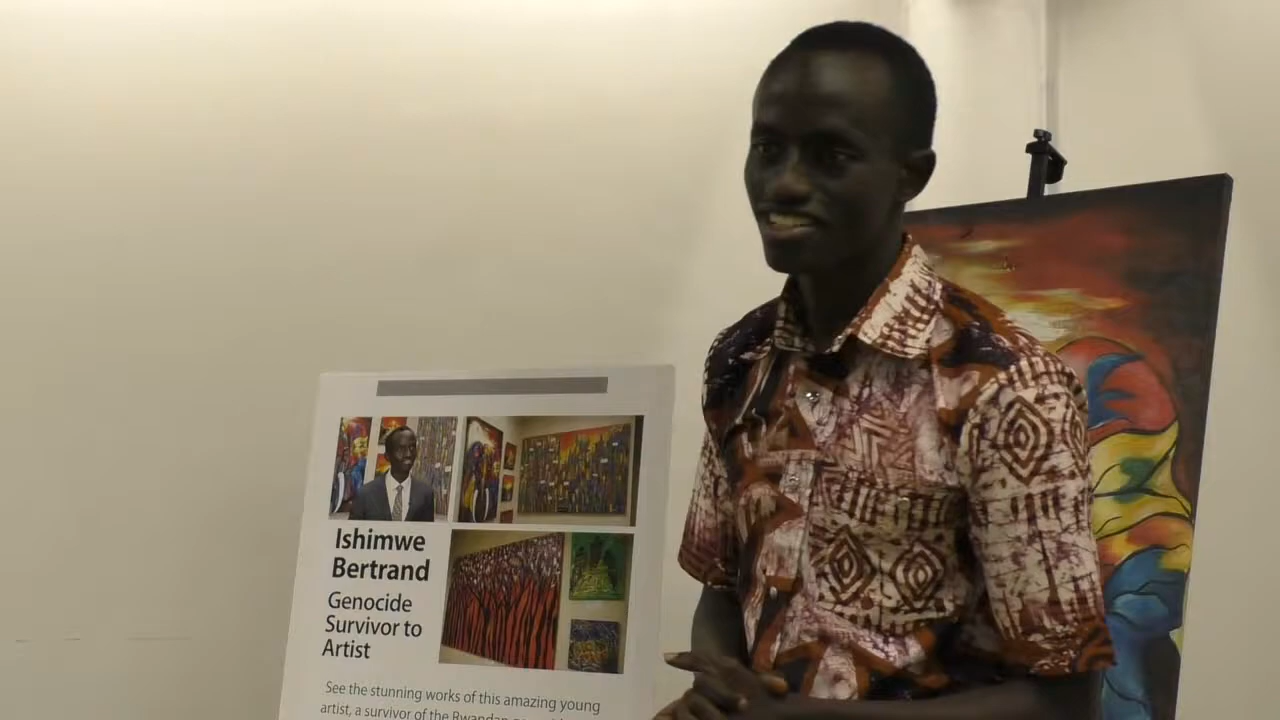 Ishimwe
Bertrand
Genocide
Survivor to
Artist
See the stunning works of this amazing young
artist, a survivor of the Rwandan